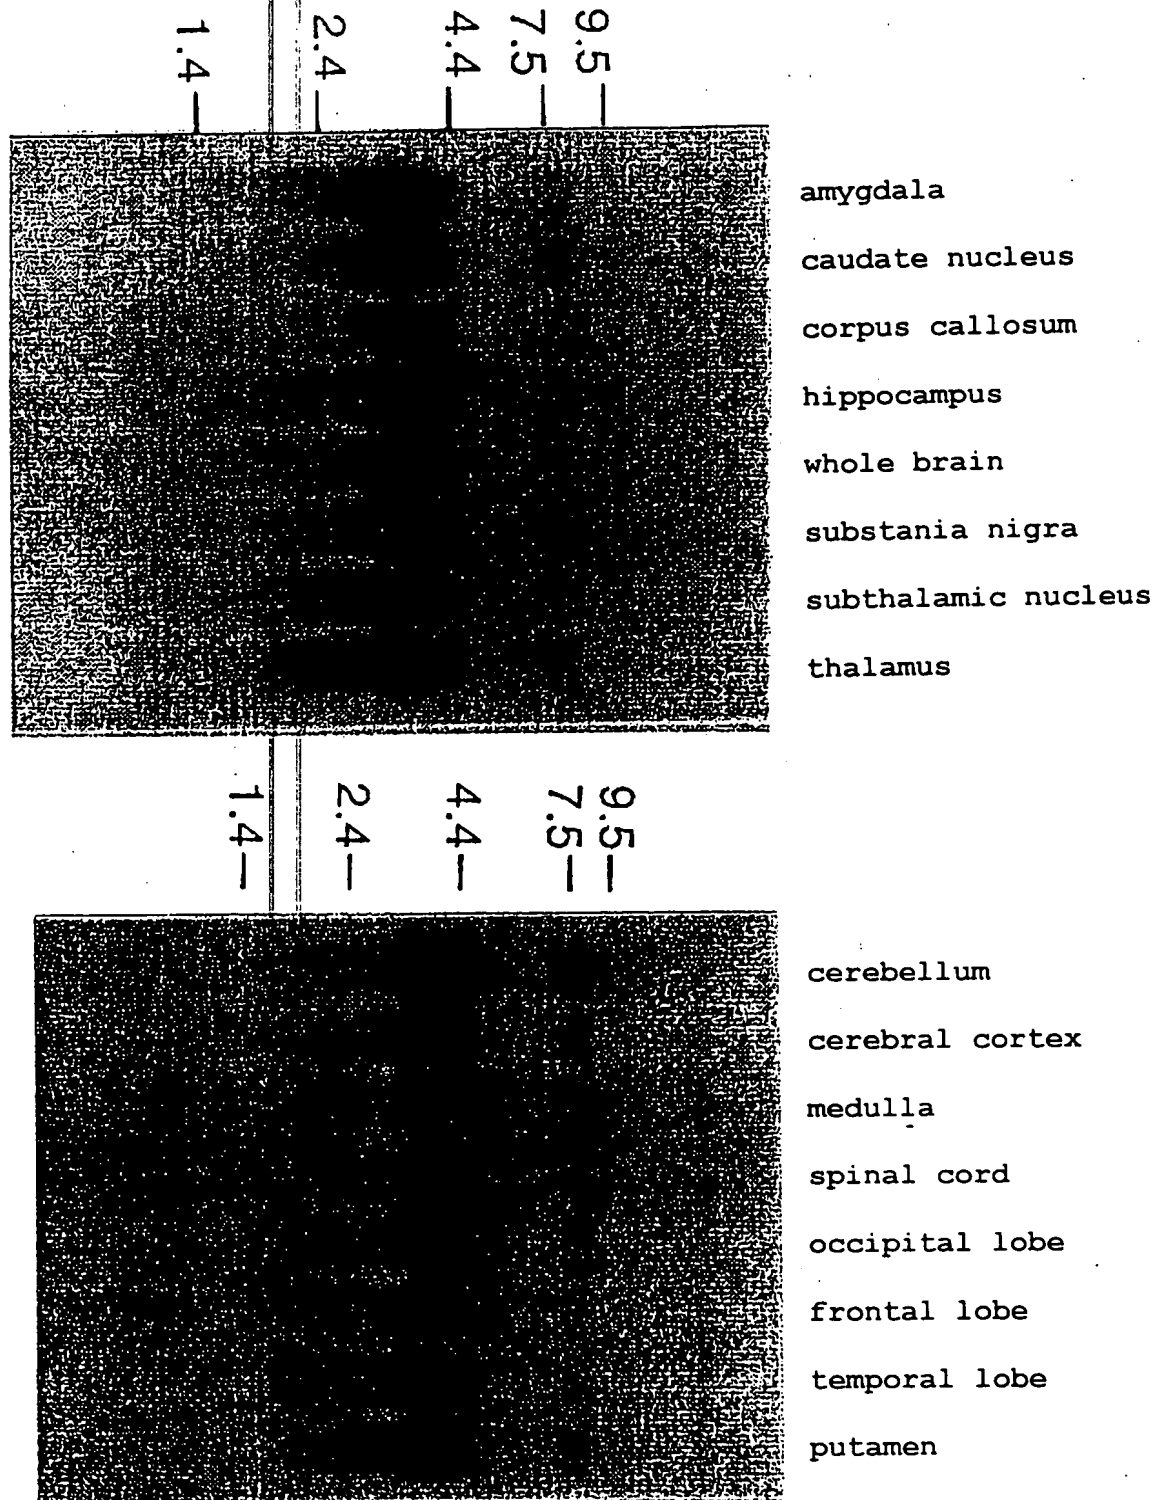 1.4
2.4
4.4
7.5
9.5
amygdala
caudate nucleus
corpus callosum
hippocampus
whole brain
substania nigra
subthalamic nucleus
thalamus
1.4
2.4
4.4
7.5
9.5
cerebellum
cerebral cortex
medulla
spinal cord
occipital lobe
frontal lobe
temporal lobe
putamen